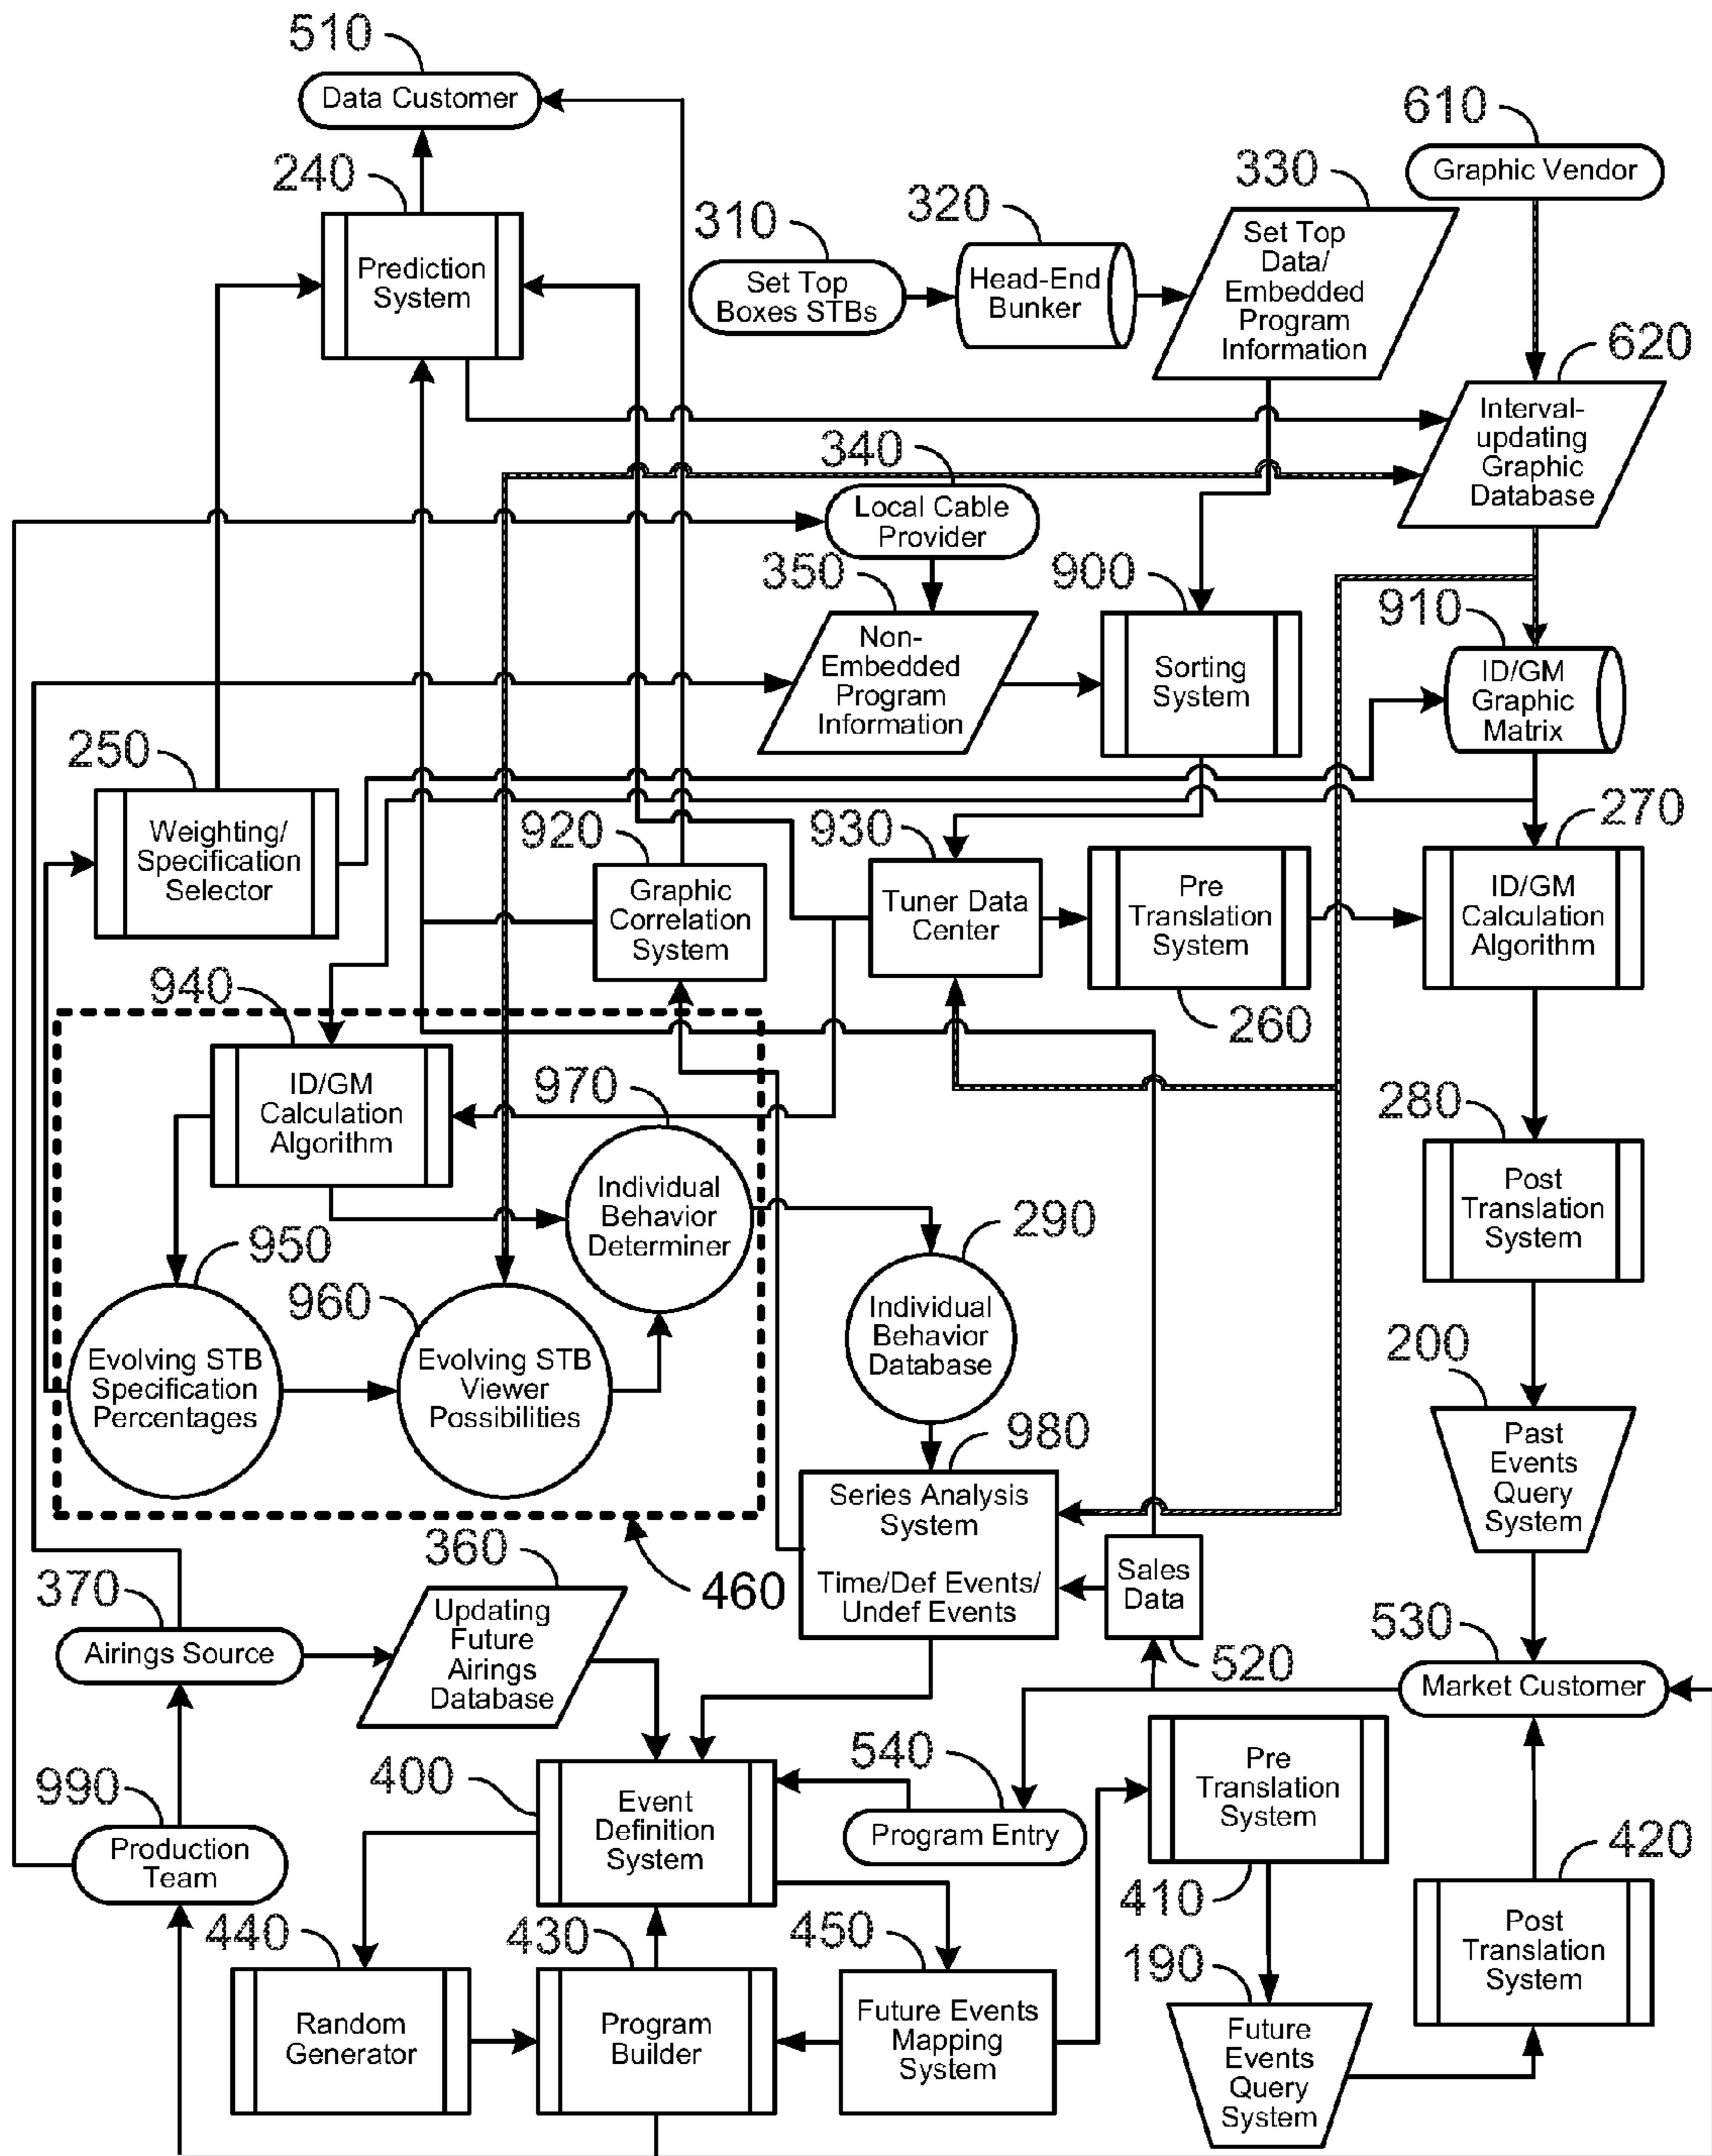 510
Data Customer
610
Graphic Vendor
240
Prediction
System
330
Set Top
Data/
Embedded
Program
Information
310
Set Top
Boxes STBs
320
Head-End
Bunker
620
Interval-
updating
Graphic
Database
340
Local Cable
Provider
350
Non-
Embedded
Program
Information
900
Sorting
System
910
ID/GM
Graphic
Matrix
250
Weighting/
Specification
Selector
920
Graphic
Correlation
System
930
Tuner Data
Center
Pre
Translation
System
260
270
ID/GM
Calculation
Algorithm
940
ID/GM
Calculation
Algorithm
970
Individual
Behavior
Determiner
280
Post
Translation
System
950
Evolving STB
Specification
Percentages
960
Evolving STB
Viewer
Possibilities
290
Individual
Behavior
Database
200
Past
Events
Query
System
980
Series Analysis
System
Time/Def Events/
Undef Events
460
Sales
Data
520
370
Airings Source
360
Updating
Future
Airings
Database
530
Market Customer
990
Production
Team
400
Event
Definition
System
540
Program Entry
Pre
Translation
System
410
420
Post
Translation
System
440
Random
Generator
430
Program
Builder
450
Future Events
Mapping
System
190
Future
Events
Query
System